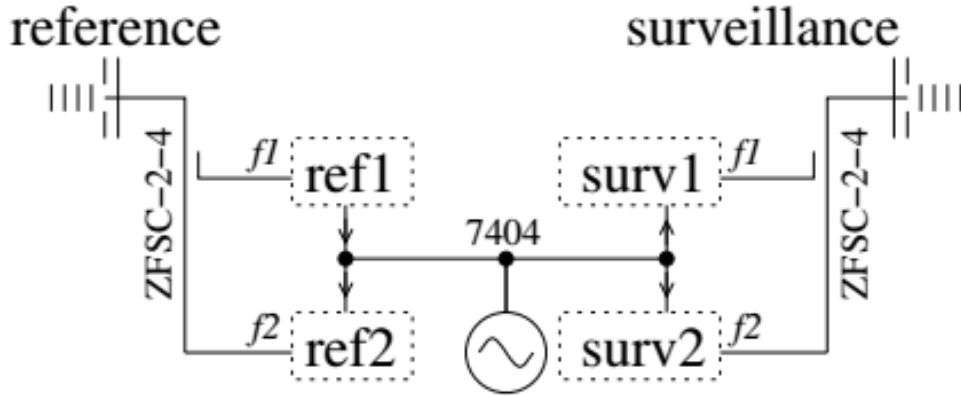 reference
surveillance
ZFSC-2-4
f1
ref1
surv1
f1
ZFSC-2-4
7404
f2
ref2
surv2
f2